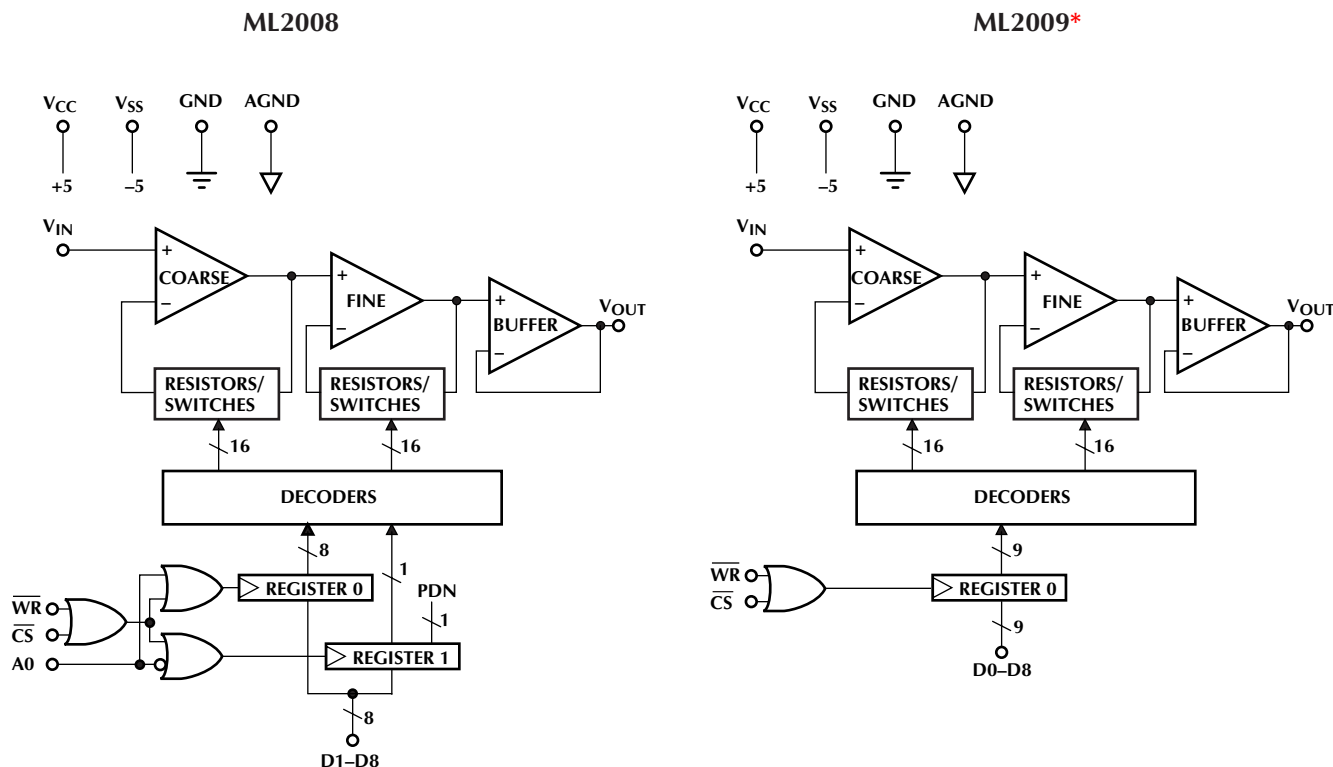 ML2008
VCC
VSS
GND
AGND
+5
–5
VIN
+
COARSE
–
+
FINE
–
+
BUFFER
–
VOUT
RESISTORS/
SWITCHES
RESISTORS/
SWITCHES
16
16
DECODERS
8
1
PDN
1
WR
CS
A0
REGISTER 0
REGISTER 1
8
D1–D8
ML2009*
VCC
VSS
GND
AGND
+5
–5
VIN
+
COARSE
–
+
FINE
–
+
BUFFER
–
VOUT
RESISTORS/
SWITCHES
RESISTORS/
SWITCHES
16
16
DECODERS
9
WR
CS
REGISTER 0
9
D0–D8